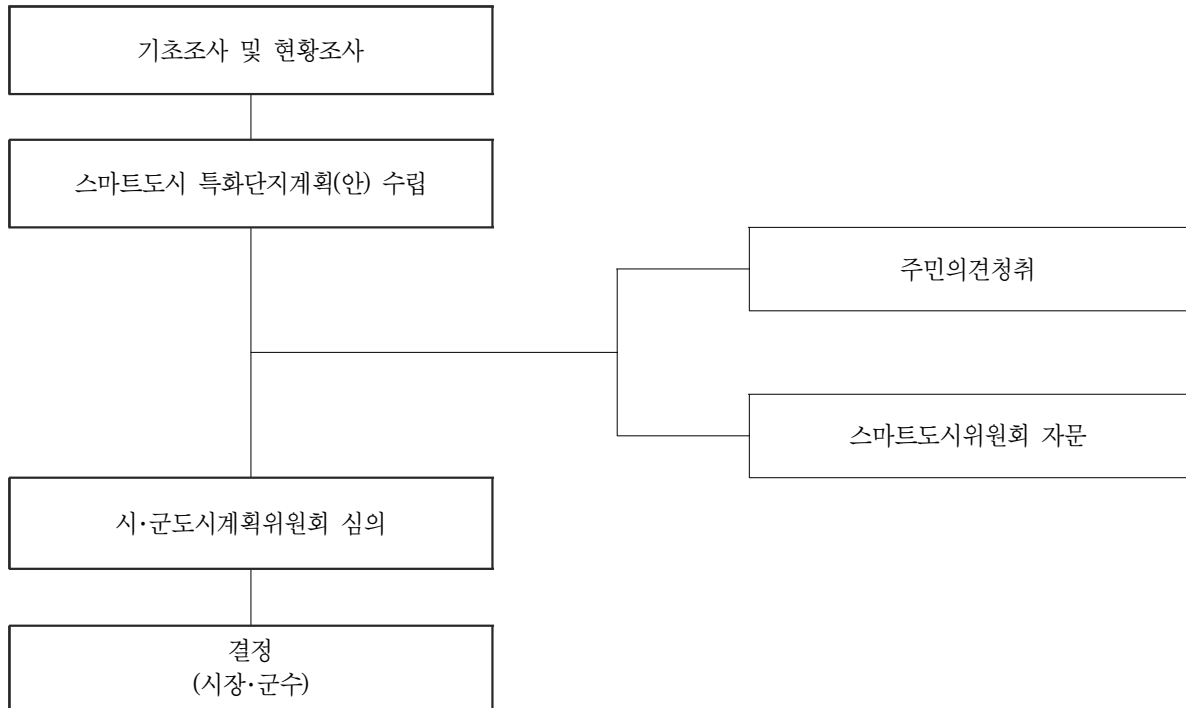 기초조사 및 현황조사
스마트도시 특화단지계획(안) 수립
주민의견청취
스마트도시위원회 자문
시·군도시계획위원회 심의
결정
(시장·군수)